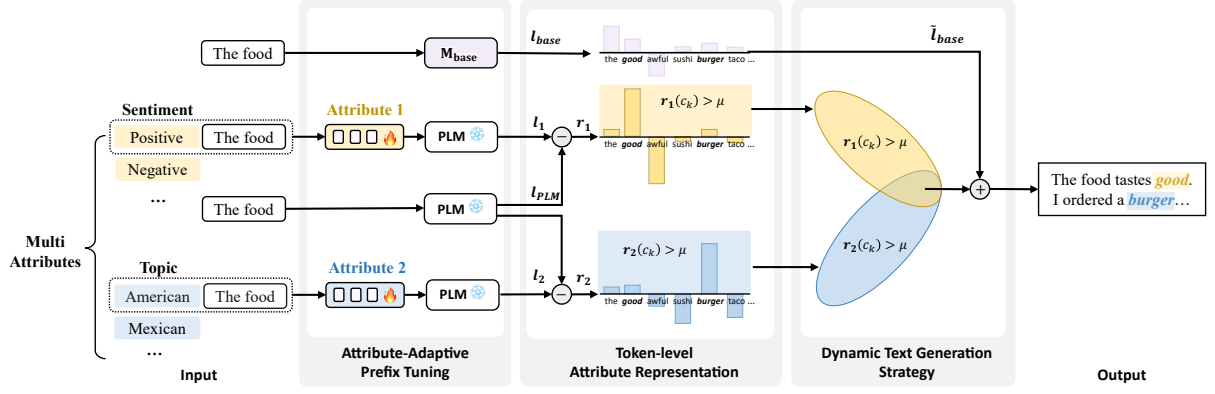 The food
M_base
l_base
the good awful sushi burger taco ...
l̃_base
Sentiment
Positive
The food
Negative
...
Attribute 1
PLM
l_1
−
r_1
r_1(c_k) > μ
the good awful sushi burger taco ...
r_1(c_k) > μ
The food
PLM
l_PLM
Multi
Attributes
+
The food tastes good.
I ordered a burger...
Topic
American
The food
Mexican
...
Attribute 2
PLM
l_2
−
r_2
r_2(c_k) > μ
the good awful sushi burger taco ...
r_2(c_k) > μ
Input
Attribute-Adaptive
Prefix Tuning
Token-level
Attribute Representation
Dynamic Text Generation
Strategy
Output